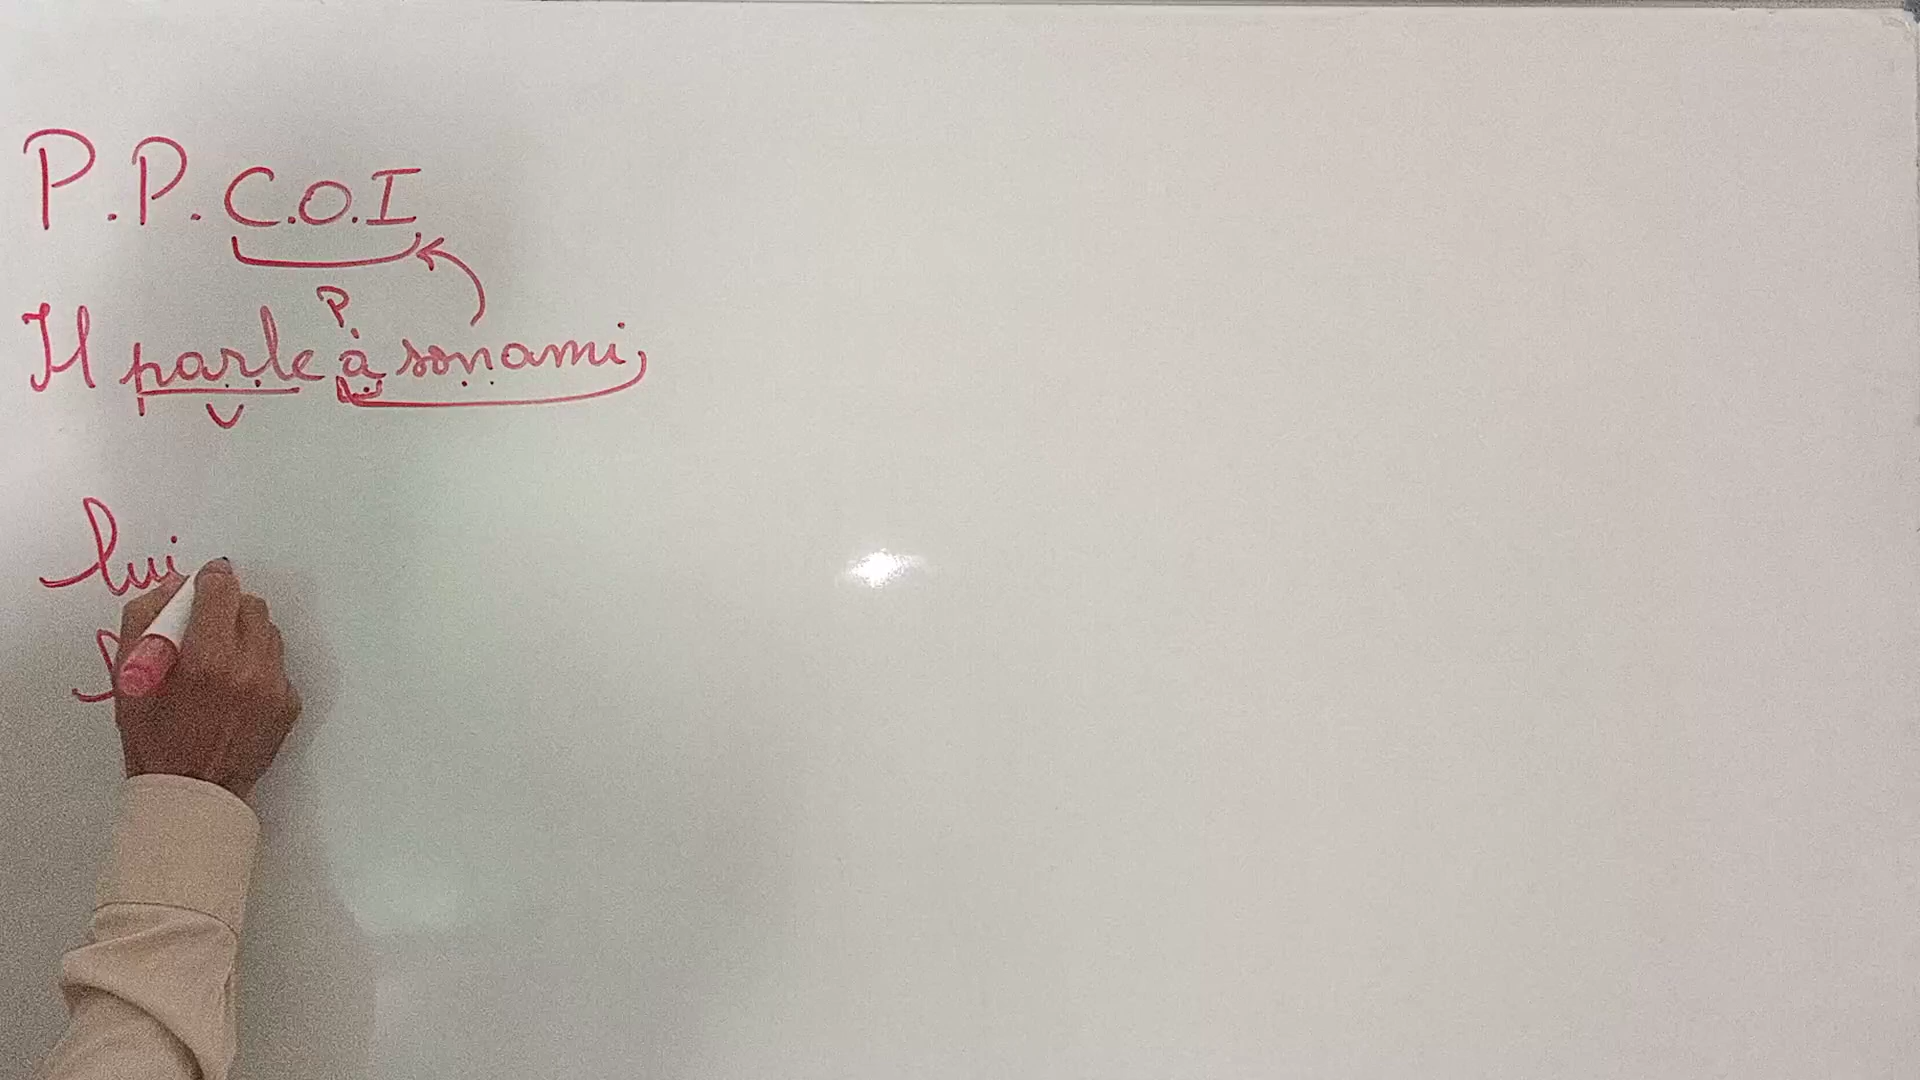 P.P.C.O.I
P.
Il parle à son ami,
V
lui